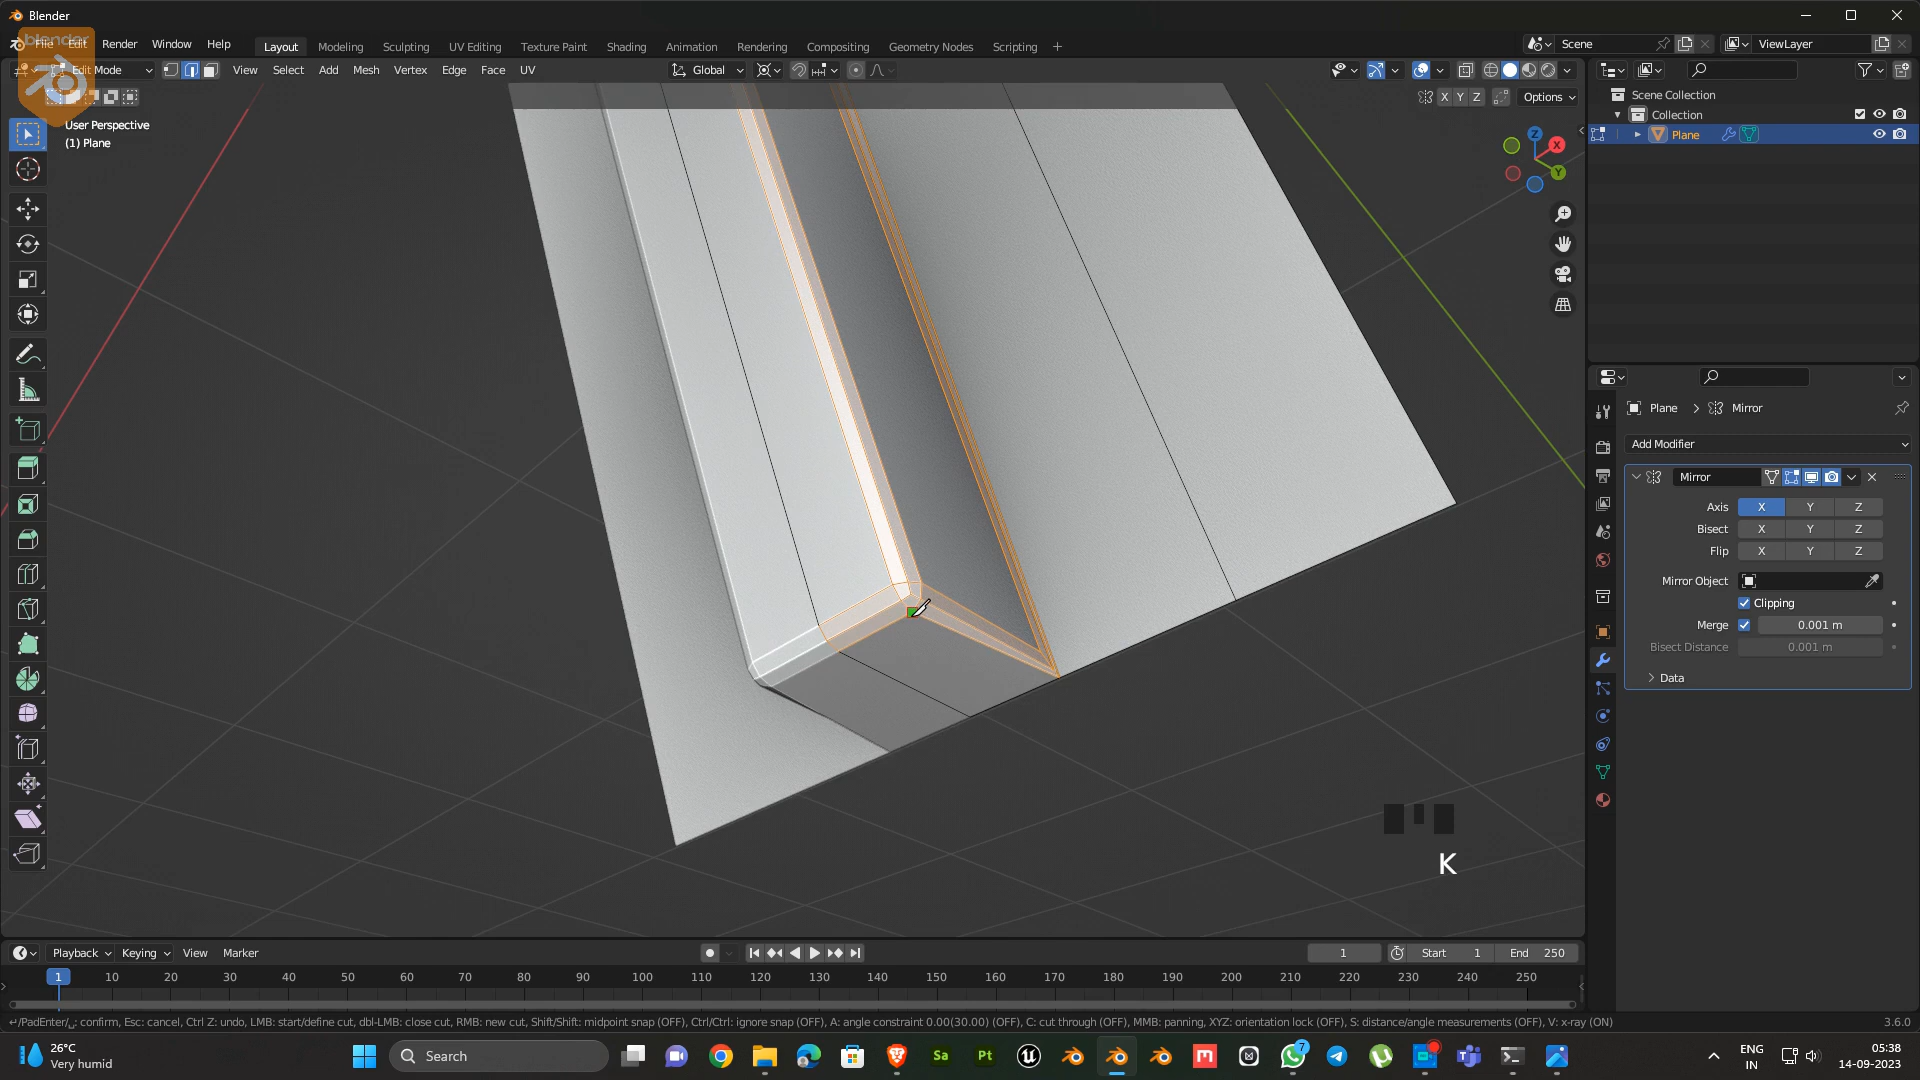 Blender
File Edit Render Window Help Layout Modeling Sculpting UV Editing Texture Paint Shading Animation Rendering Compositing Geometry Nodes Scripting + Scene ViewLayer
Edit Mode View Select Add Mesh Vertex Edge Face UV Global
X Y Z Options
User Perspective
(1) Plane
Z X Y
Scene Collection
Collection
Plane
Plane > Mirror
Add Modifier
Mirror
Axis X Y Z
Bisect X Y Z
Flip X Y Z
Mirror Object
Clipping
Merge 0.001 m
Bisect Distance 0.001 m
Data
K
Playback Keying View Marker 1 Start 1 End 250
1 10 20 30 40 50 60 70 80 90 100 110 120 130 140 150 160 170 180 190 200 210 220 230 240 250
↵/PadEnter/␣: confirm, Esc: cancel, Ctrl Z: undo, LMB: start/define cut, dbl-LMB: close cut, RMB: new cut, Shift/Shift: midpoint snap (OFF), Ctrl/Ctrl: ignore snap (OFF), A: angle constraint 0.00(30.00) (OFF), C: cut through (OFF), MMB: panning, XYZ: orientation lock (OFF), S: distance/angle measurements (OFF), V: x-ray (ON) 3.6.0
26°C
Very humid
Search
Sa Pt
7
ENG
IN
05:38
14-09-2023